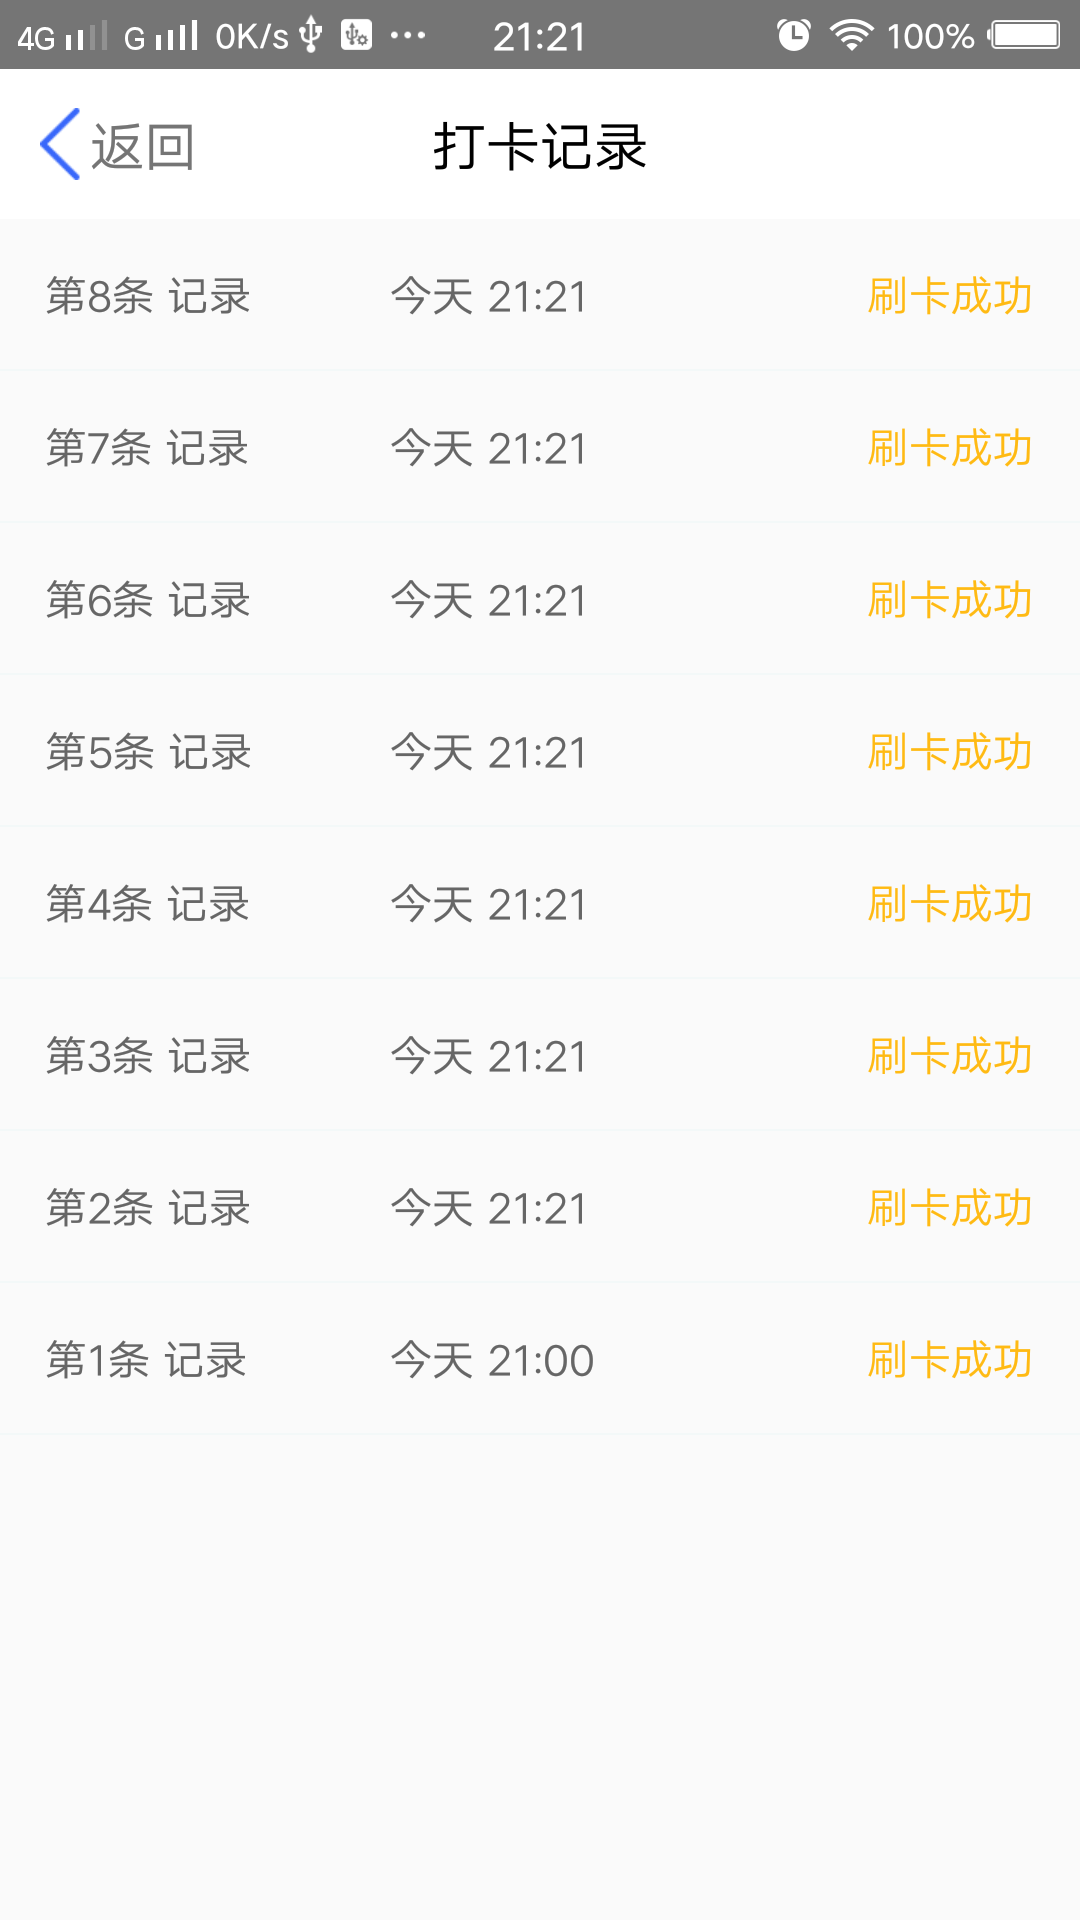 4G G 0K/s 21:21 100%
返回 打卡记录
第8条 记录 今天 21:21 刷卡成功
第7条 记录 今天 21:21 刷卡成功
第6条 记录 今天 21:21 刷卡成功
第5条 记录 今天 21:21 刷卡成功
第4条 记录 今天 21:21 刷卡成功
第3条 记录 今天 21:21 刷卡成功
第2条 记录 今天 21:21 刷卡成功
第1条 记录 今天 21:00 刷卡成功